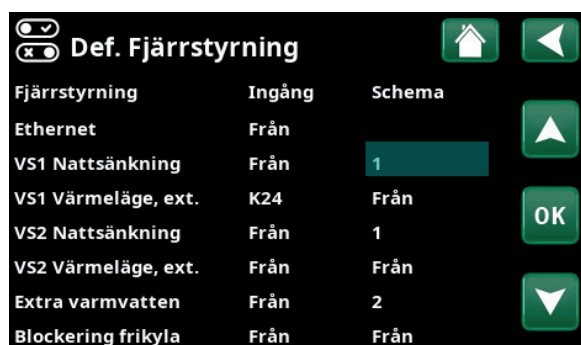 Def. Fjärrstyrning
Fjärrstyrning Ingång Schema
Ethernet Från
VS1 Nattsänkning Från 1
VS1 Värmeläge, ext. K24 Från
OK
VS2 Nattsänkning Från 1
VS2 Värmeläge, ext. Från Från
Extra varmvatten Från 2
Blockering frikyla Från Från